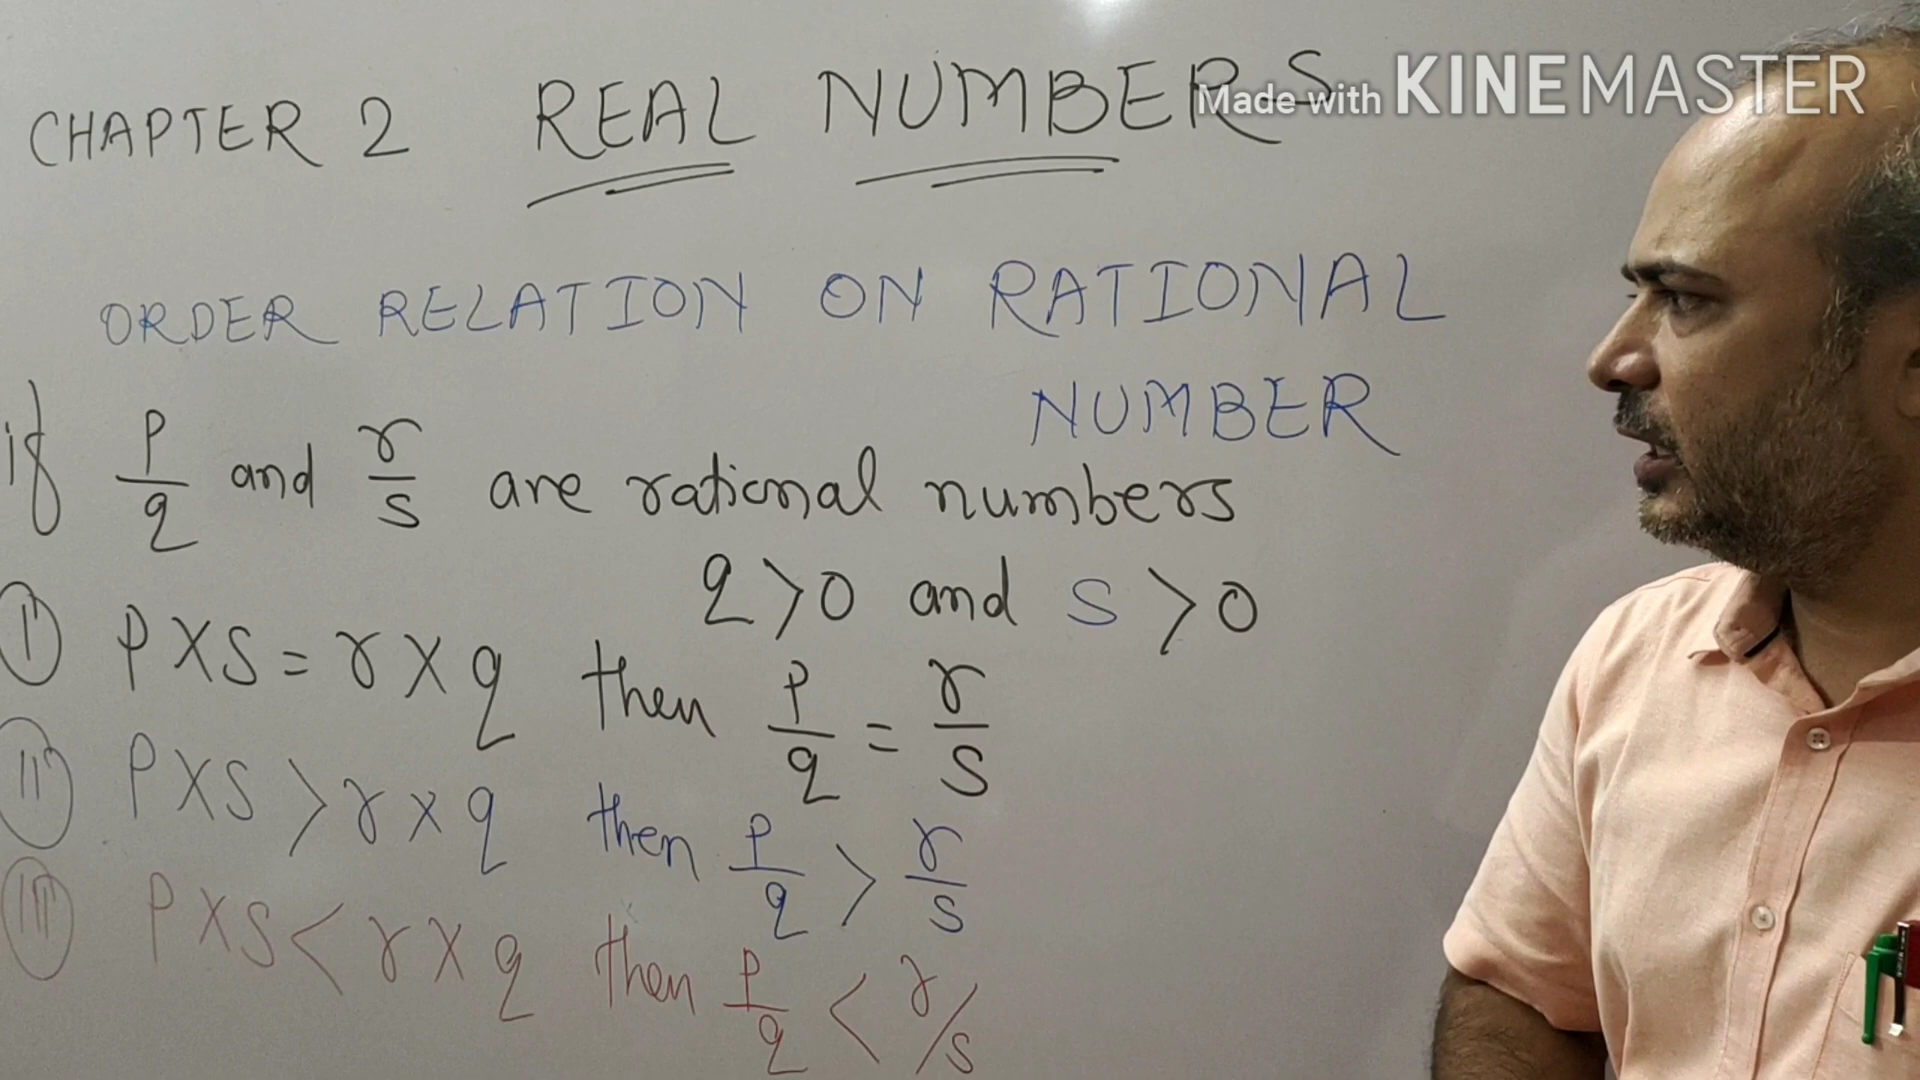 CHAPTER 2 REAL NUMBERS
Made with KINEMASTER
ORDER RELATION ON RATIONAL
NUMBER
if p/q and r/s are rational numbers
q>0 and s>0
(I) P×S=r×q then p/q = r/s
(II) P×S>r×q then p/q > r/s
(III) P×S<r×q then p/q < r/s